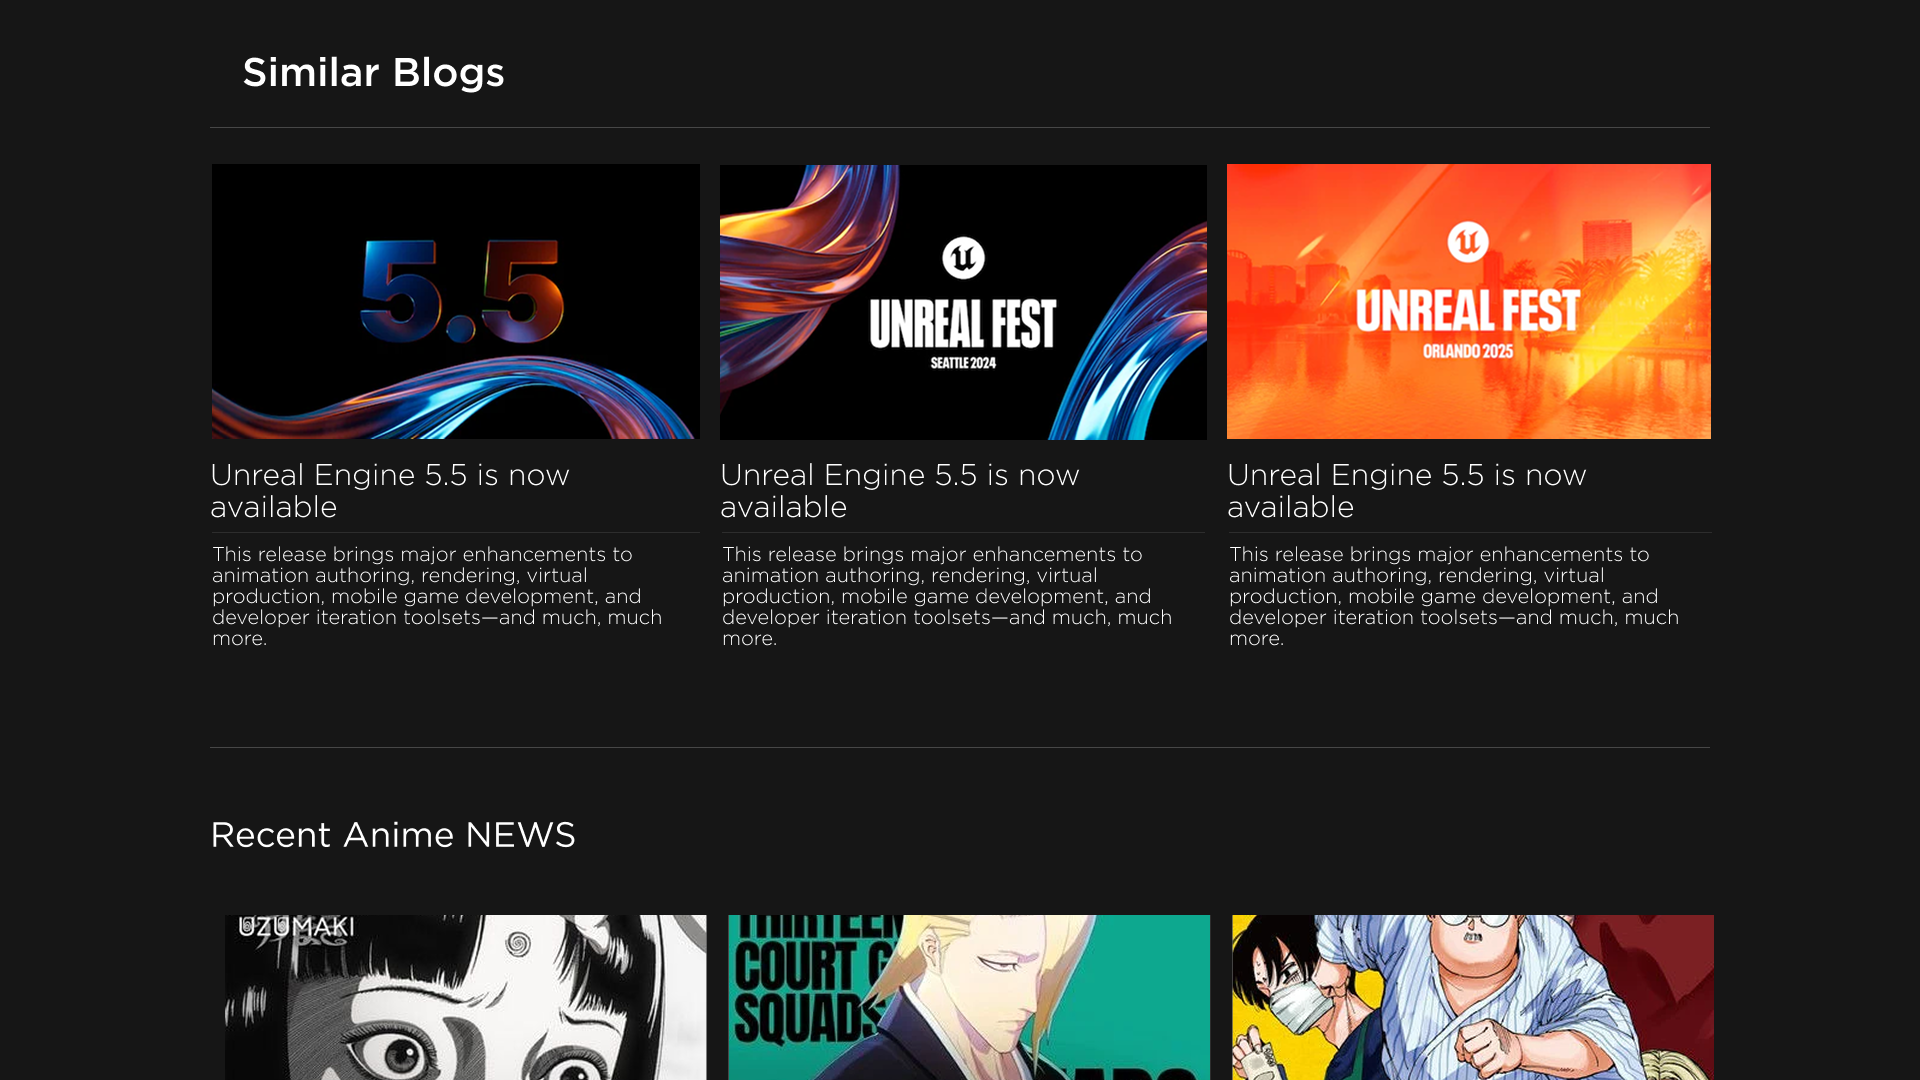 Similar Blogs
5.5
UNREAL FEST
SEATTLE 2024
UNREAL FEST
ORLANDO 2025
Unreal Engine 5.5 is now
available
This release brings major enhancements to
animation authoring, rendering, virtual
production, mobile game development, and
developer iteration toolsets—and much, much
more.
Unreal Engine 5.5 is now
available
This release brings major enhancements to
animation authoring, rendering, virtual
production, mobile game development, and
developer iteration toolsets—and much, much
more.
Unreal Engine 5.5 is now
available
This release brings major enhancements to
animation authoring, rendering, virtual
production, mobile game development, and
developer iteration toolsets—and much, much
more.
Recent Anime NEWS
UZUMAKI
THIRTEEN
COURT G
SQUADS